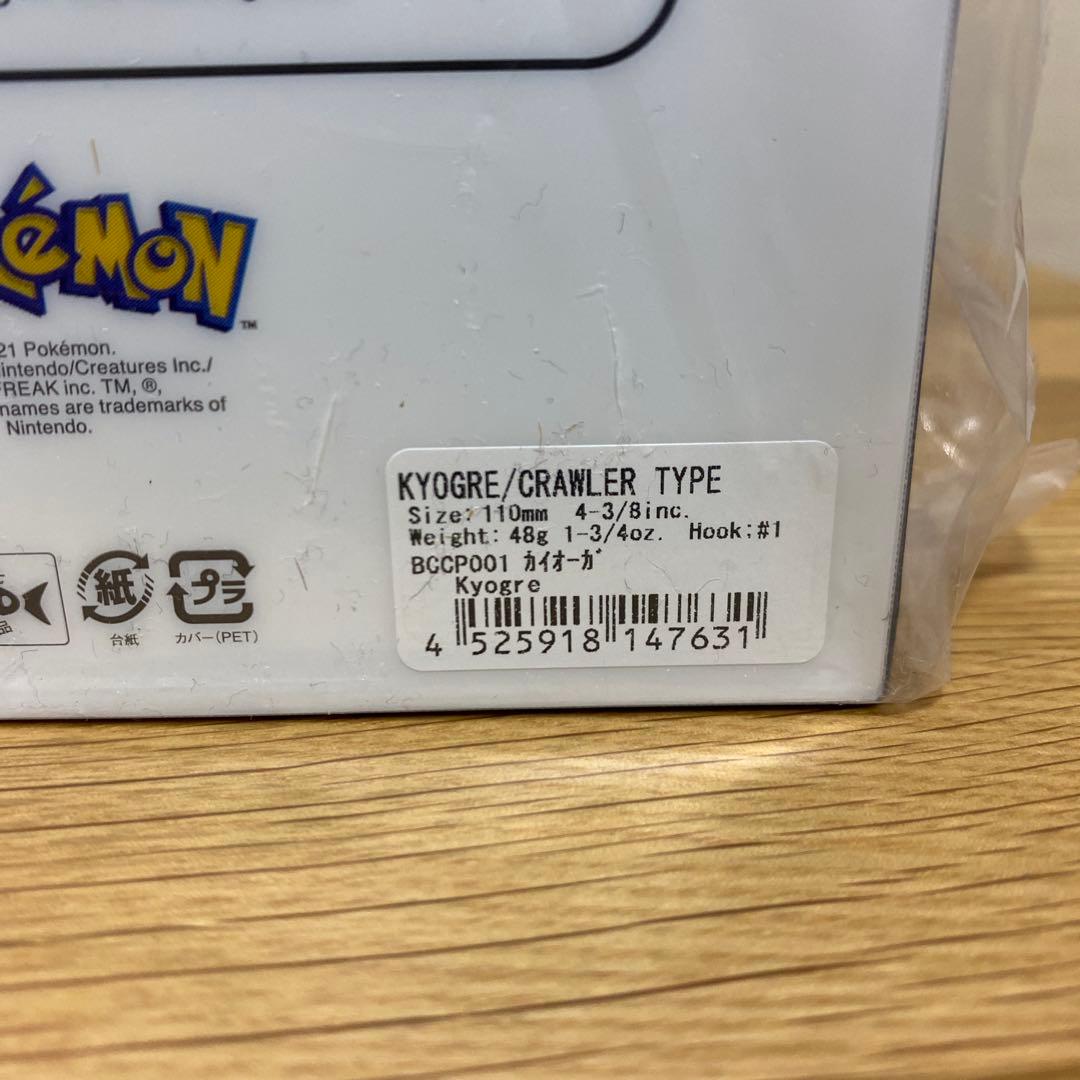 émon
TM
21 Pokémon.
intendo/Creatures Inc./
FREAK inc. TM, ®,
names are trademarks of
Nintendo.
KYOGRE/CRAWLER TYPE
Size: 110mm 4-3/8inc.
Weight: 48g 1-3/4oz. Hook;#1
BCCP001 ｶｲｵｰｶﾞ
Kyogre
4 525918 147631
品
紙
台紙
プラ
カバー(PET)